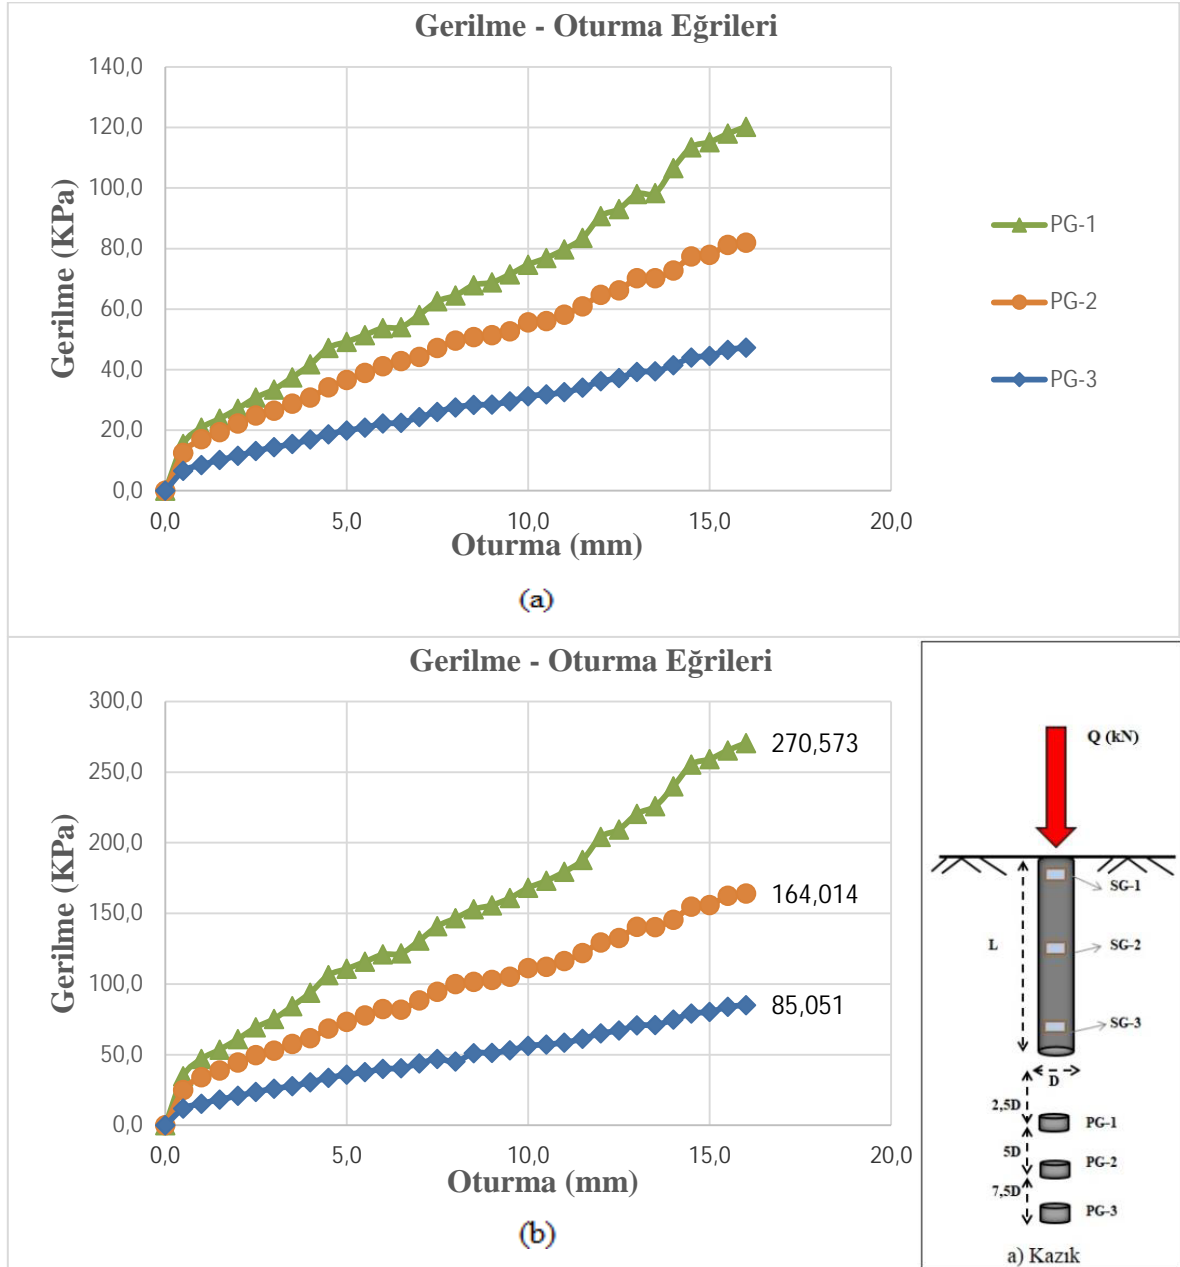 Gerilme - Oturma Eğrileri
Gerilme (KPa)
140,0
120,0
100,0
80,0
60,0
40,0
20,0
0,0
0,0 5,0 10,0 15,0 20,0
Oturma (mm)
PG-1
PG-2
PG-3
(a)
Gerilme - Oturma Eğrileri
Gerilme (KPa)
300,0
250,0
200,0
150,0
100,0
50,0
0,0
270,573
164,014
85,051
0,0 5,0 10,0 15,0 20,0
Oturma (mm)
(b)
Q (kN)
SG-1
L
SG-2
SG-3
D
2,5D
PG-1
5D
PG-2
7,5D
PG-3
a) Kazık